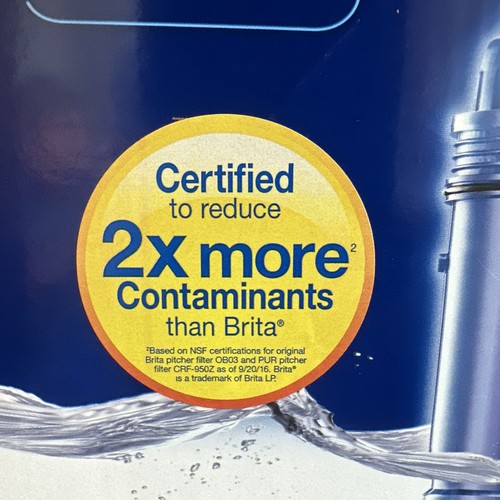 Certified
to reduce
2x more²
Contaminants
than Brita®
²Based on NSF certifications for original
Brita pitcher filter OB03 and PUR pitcher
filter CRF-950Z as of 9/20/16. Brita®
is a trademark of Brita LP.